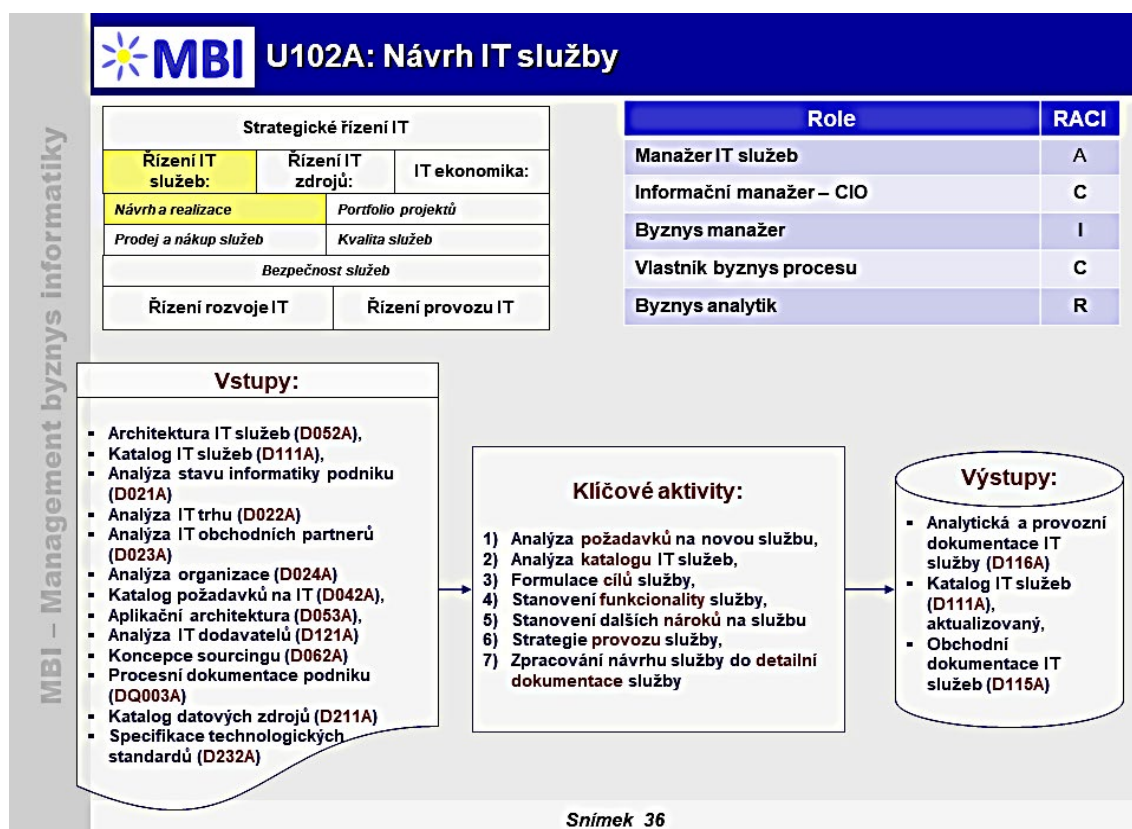 MBI
U102A: Návrh IT služby
MBI – Management byznys informatiky
Strategické řízení IT
Řízení IT
služeb:
Řízení IT
zdrojů:
IT ekonomika:
Návrh a realizace
Portfolio projektů
Prodej a nákup služeb
Kvalita služeb
Bezpečnost služeb
Řízení rozvoje IT
Řízení provozu IT
Role RACI
Manažer IT služeb A
Informační manažer – CIO C
Byznys manažer I
Vlastník byznys procesu C
Byznys analytik R
Vstupy:
▪ Architektura IT služeb (D052A),
▪ Katalog IT služeb (D111A),
▪ Analýza stavu informatiky podniku
(D021A)
▪ Analýza IT trhu (D022A)
▪ Analýza IT obchodních partnerů
(D023A)
▪ Analýza organizace (D024A)
▪ Katalog požadavků na IT (D042A),
▪ Aplikační architektura (D053A),
▪ Analýza IT dodavatelů (D121A)
▪ Koncepce sourcingu (D062A)
▪ Procesní dokumentace podniku
(DQ003A)
▪ Katalog datových zdrojů (D211A)
▪ Specifikace technologických
standardů (D232A)
Klíčové aktivity:
1) Analýza požadavků na novou službu,
2) Analýza katalogu IT služeb,
3) Formulace cílů služby,
4) Stanovení funkcionality služby,
5) Stanovení dalších nároků na službu
6) Strategie provozu služby,
7) Zpracování návrhu služby do detailní
dokumentace služby
Výstupy:
▪ Analytická a provozní
dokumentace IT
služby (D116A)
▪ Katalog IT služeb
(D111A),
aktualizovaný,
▪ Obchodní
dokumentace IT
služeb (D115A)
Snímek 36